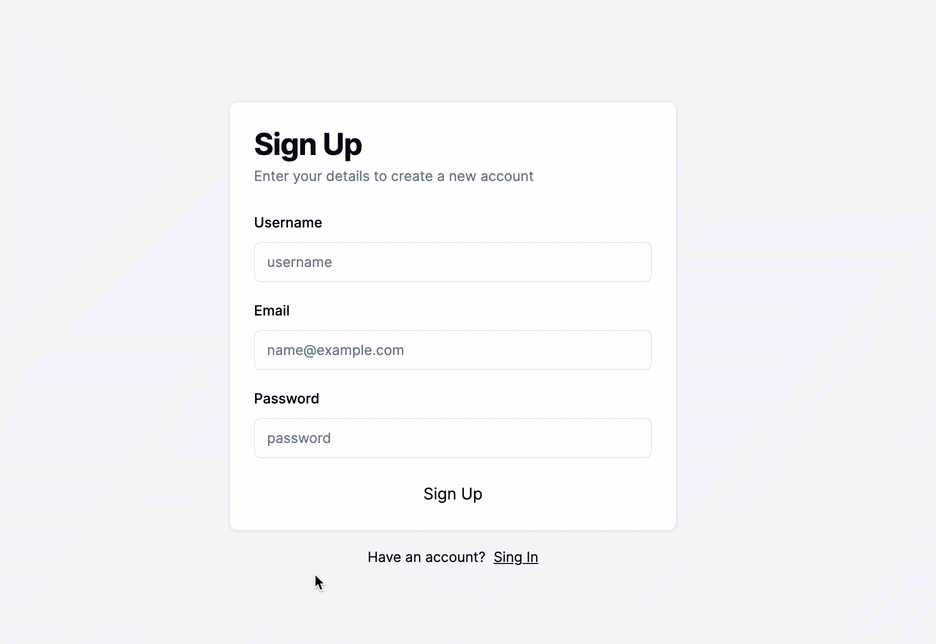 Sign Up
Enter your details to create a new account
Username
username
Email
name@example.com
Password
password
Sign Up
Have an account? Sing In